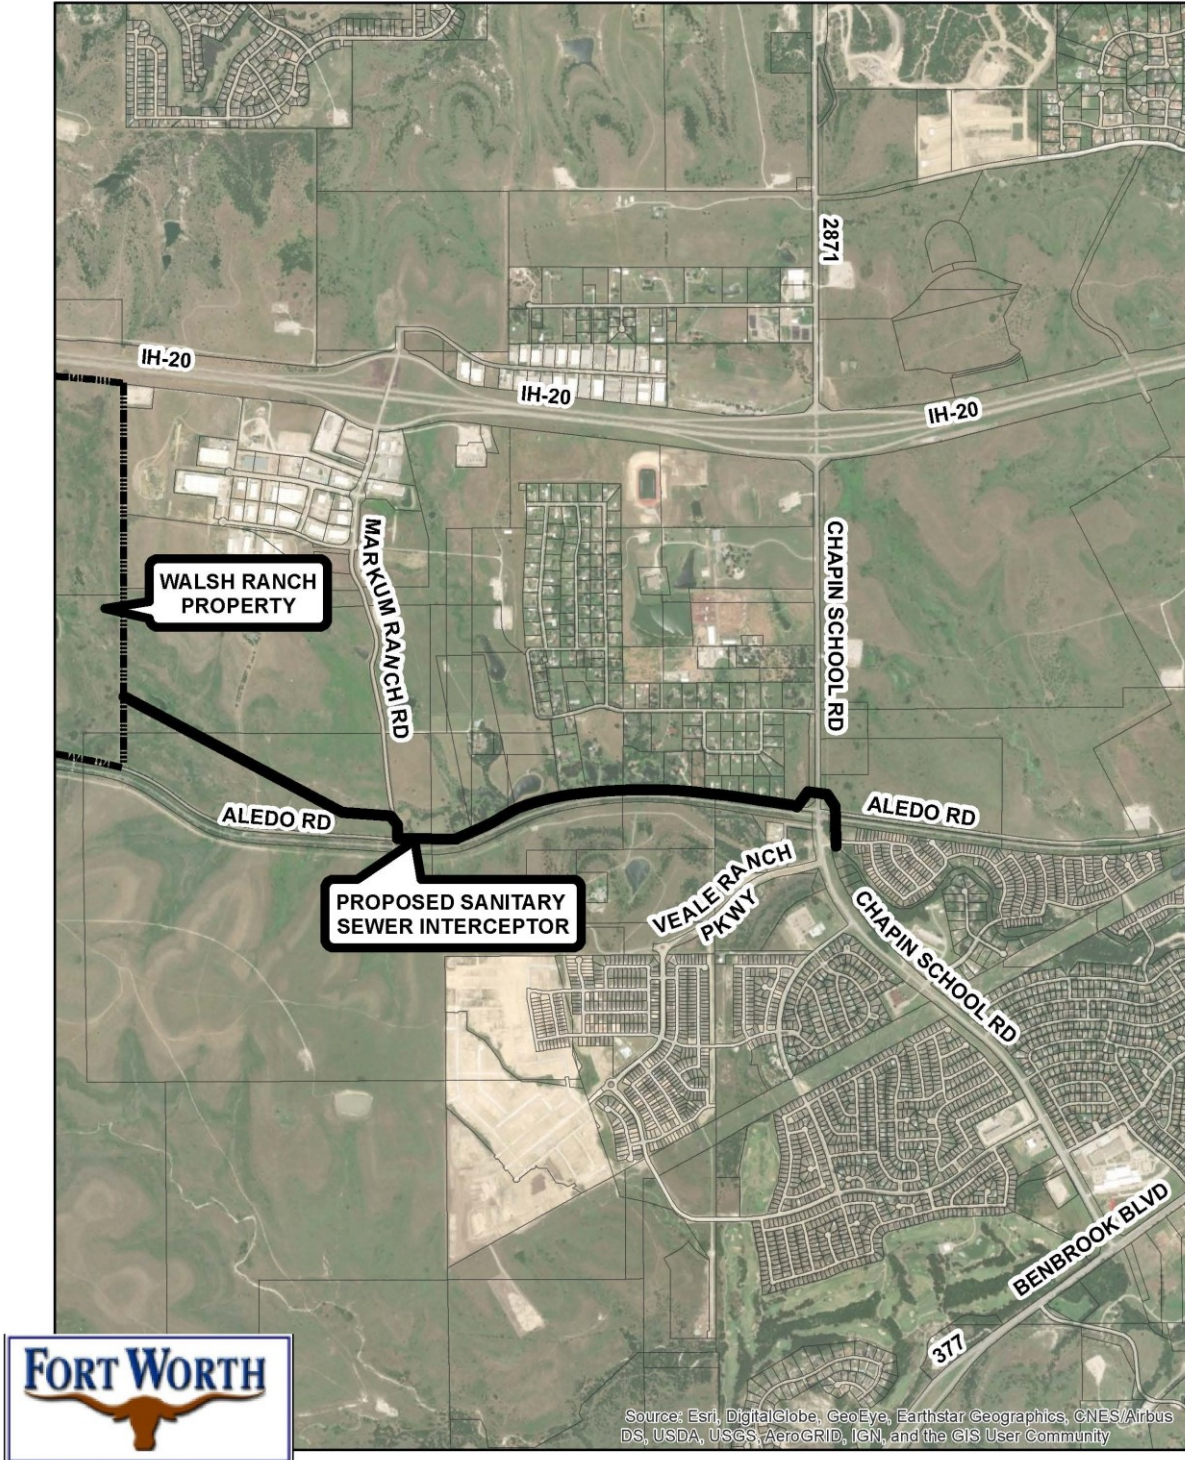 2871
IH-20
IH-20
IH-20
MARKUM RANCH RD
CHAPIN SCHOOL RD
WALSH RANCH
PROPERTY
ALEDO RD
ALEDO RD
PROPOSED SANITARY
SEWER INTERCEPTOR
VEALE RANCH
PKWY
CHAPIN SCHOOL RD
BENBROOK BLVD
377
FORT WORTH
Source: Esri, DigitalGlobe, GeoEye, Earthstar Geographics, CNES/Airbus
DS, USDA, USGS, AeroGRID, IGN, and the GIS User Community